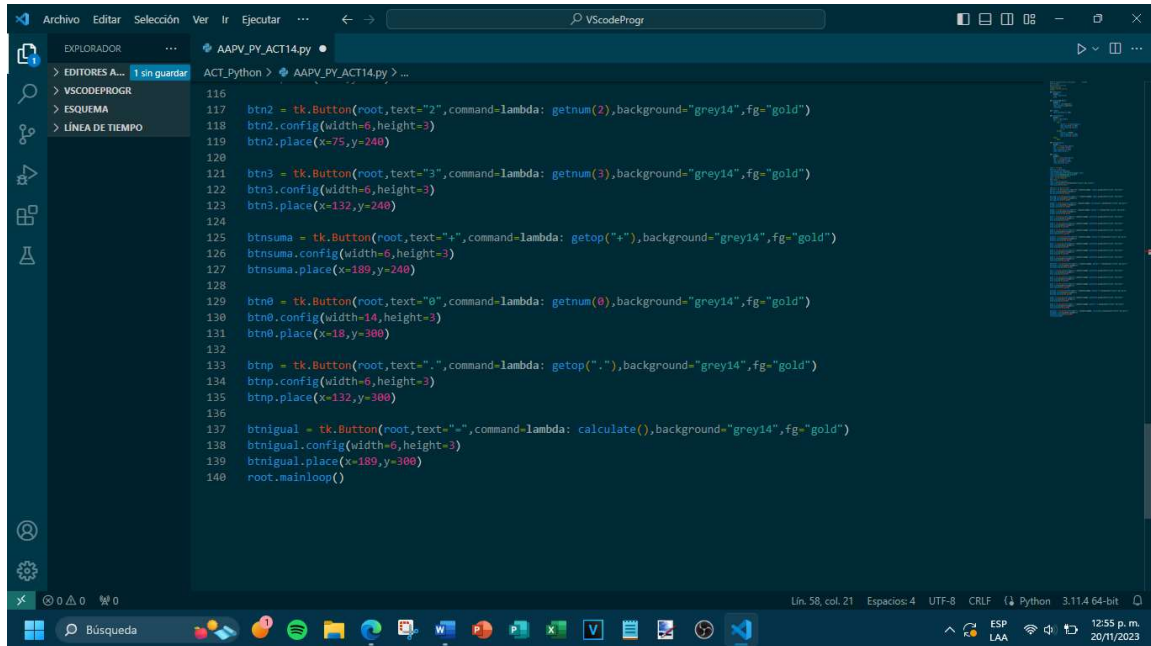 Archivo Editar Selección Ver Ir Ejecutar ··· VScodeProgr
EXPLORADOR ··· AAPV_PY_ACT14.py
EDITORES A... 1 sin guardar ACT_Python > AAPV_PY_ACT14.py > ...
VSCODEPROGR
ESQUEMA
LÍNEA DE TIEMPO
116
117 btn2 = tk.Button(root,text="2",command=lambda: getnum(2),background="grey14",fg="gold")
118 btn2.config(width=6,height=3)
119 btn2.place(x=75,y=240)
120
121 btn3 = tk.Button(root,text="3",command=lambda: getnum(3),background="grey14",fg="gold")
122 btn3.config(width=6,height=3)
123 btn3.place(x=132,y=240)
124
125 btnsuma = tk.Button(root,text="+",command=lambda: getop("+"),background="grey14",fg="gold")
126 btnsuma.config(width=6,height=3)
127 btnsuma.place(x=189,y=240)
128
129 btn0 = tk.Button(root,text="0",command=lambda: getnum(0),background="grey14",fg="gold")
130 btn0.config(width=14,height=3)
131 btn0.place(x=18,y=300)
132
133 btnp = tk.Button(root,text=".",command=lambda: getop("."),background="grey14",fg="gold")
134 btnp.config(width=6,height=3)
135 btnp.place(x=132,y=300)
136
137 btnigual = tk.Button(root,text="=",command=lambda: calculate(),background="grey14",fg="gold")
138 btnigual.config(width=6,height=3)
139 btnigual.place(x=189,y=300)
140 root.mainloop()
0 0 0 Lín. 58, col. 21 Espacios: 4 UTF-8 CRLF Python 3.11.4 64-bit
Búsqueda ESP 12:55 p. m.
LAA 20/11/2023